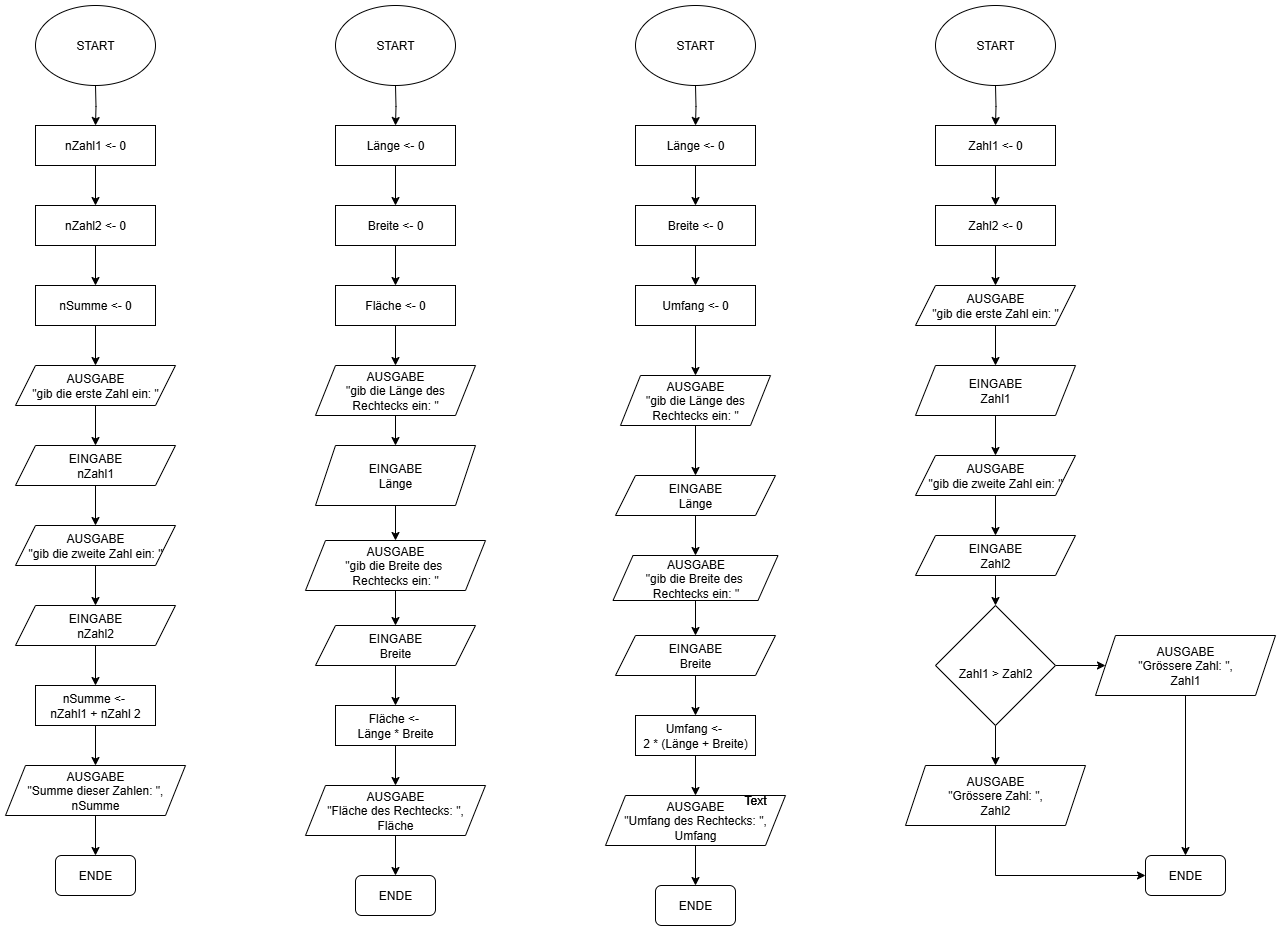 START
nZahl1 <- 0
nZahl2 <- 0
nSumme <- 0
AUSGABE
"gib die erste Zahl ein: "
EINGABE
nZahl1
AUSGABE
"gib die zweite Zahl ein: "
EINGABE
nZahl2
nSumme <-
nZahl1 + nZahl 2
AUSGABE
"Summe dieser Zahlen: ",
nSumme
ENDE
START
Länge <- 0
Breite <- 0
Fläche <- 0
AUSGABE
"gib die Länge des
Rechtecks ein: "
EINGABE
Länge
AUSGABE
"gib die Breite des
Rechtecks ein: "
EINGABE
Breite
Fläche <-
Länge * Breite
AUSGABE
"Fläche des Rechtecks: ",
Fläche
ENDE
START
Länge <- 0
Breite <- 0
Umfang <- 0
AUSGABE
"gib die Länge des
Rechtecks ein: "
EINGABE
Länge
AUSGABE
"gib die Breite des
Rechtecks ein: "
EINGABE
Breite
Umfang <-
2 * (Länge + Breite)
Text
AUSGABE
"Umfang des Rechtecks: ",
Umfang
ENDE
START
Zahl1 <- 0
Zahl2 <- 0
AUSGABE
"gib die erste Zahl ein: "
EINGABE
Zahl1
AUSGABE
"gib die zweite Zahl ein: "
EINGABE
Zahl2
Zahl1 > Zahl2
AUSGABE
"Grössere Zahl: ",
Zahl1
AUSGABE
"Grössere Zahl: ",
Zahl2
ENDE